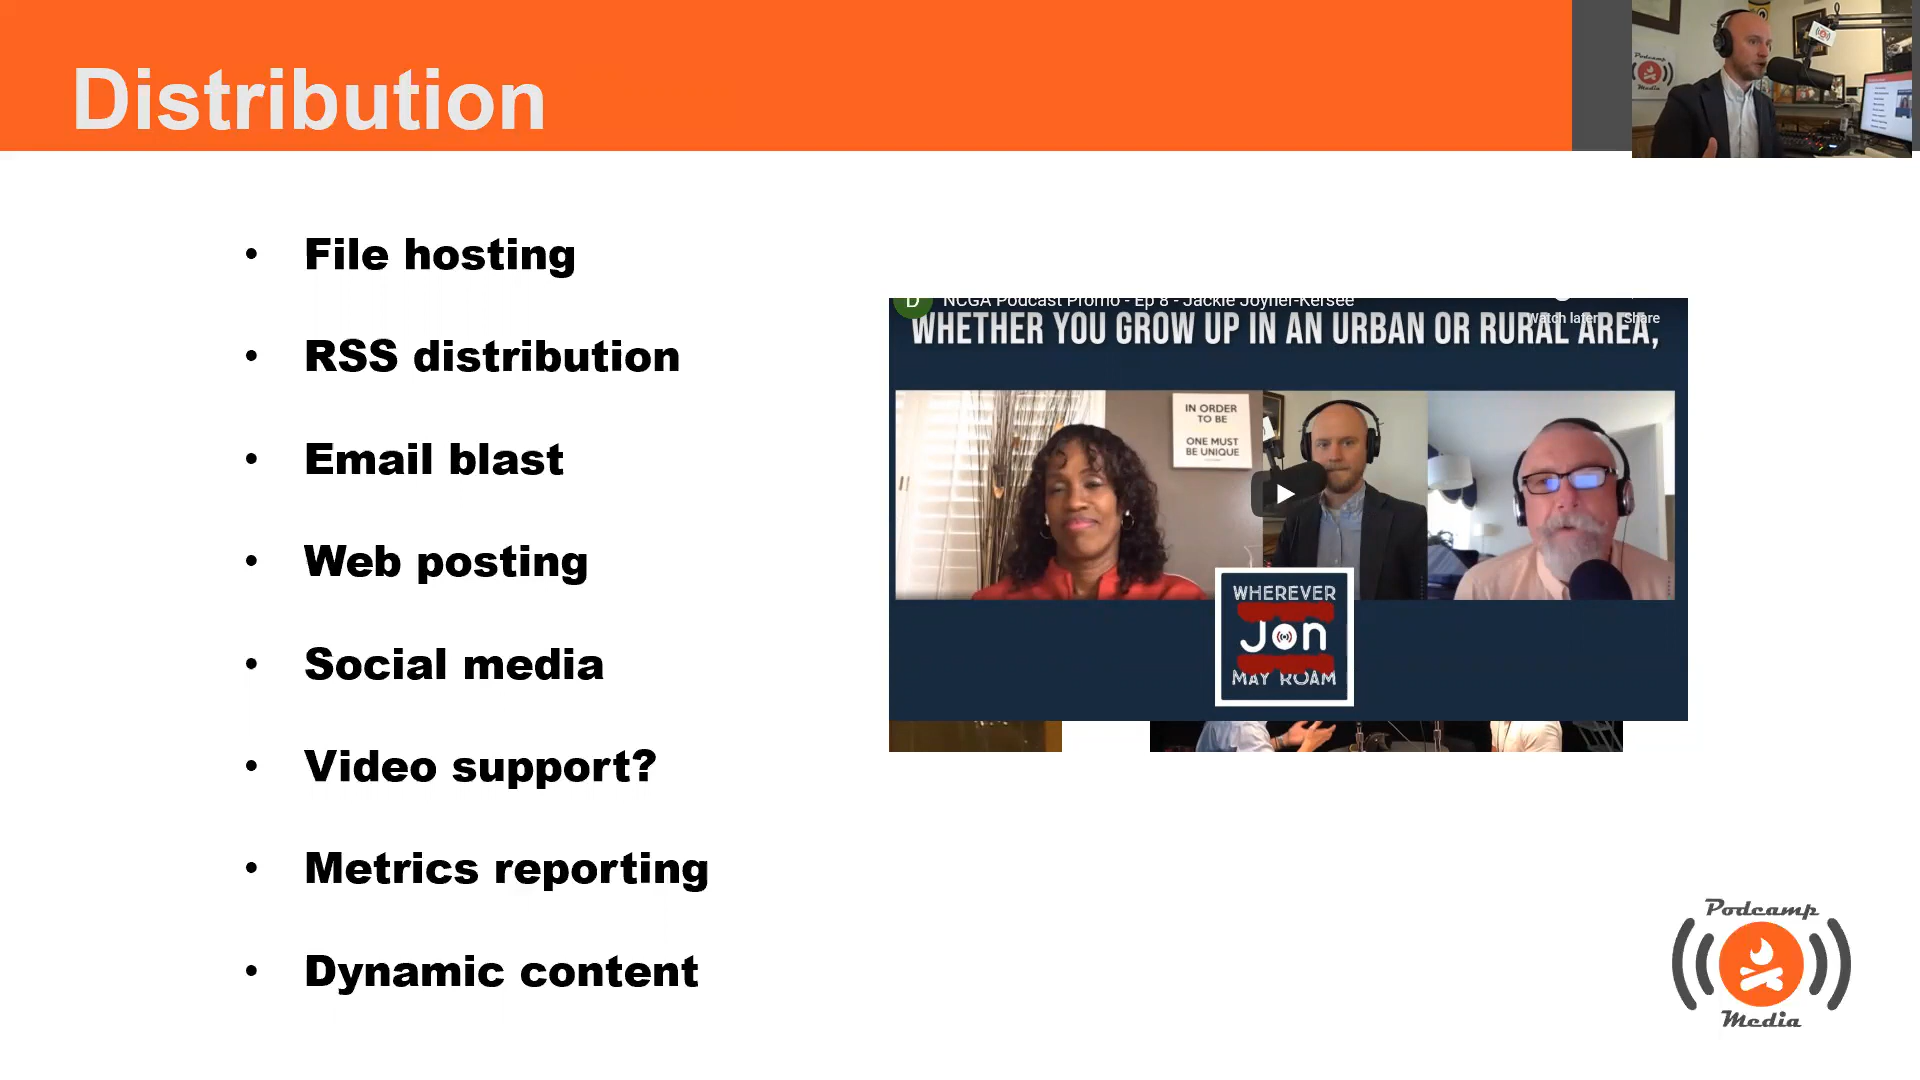 Distribution
Podcamp
Media
• File hosting
• RSS distribution
• Email blast
• Web posting
• Social media
• Video support?
• Metrics reporting
• Dynamic content
D
NCGA Podcast Promo - Ep 8 - Jackie Joyner-Kersee
Watch later
Share
WHETHER YOU GROW UP IN AN URBAN OR RURAL AREA,
IN ORDER
TO BE
ONE MUST
BE UNIQUE
WHEREVER
Jon
MAY ROAM
Podcamp
Media